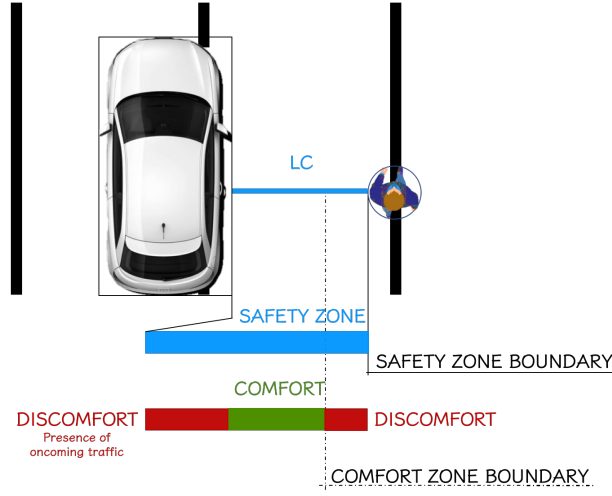 LC
SAFETY ZONE
SAFETY ZONE BOUNDARY
COMFORT
DISCOMFORT
DISCOMFORT
Presence of
oncoming traffic
COMFORT ZONE BOUNDARY